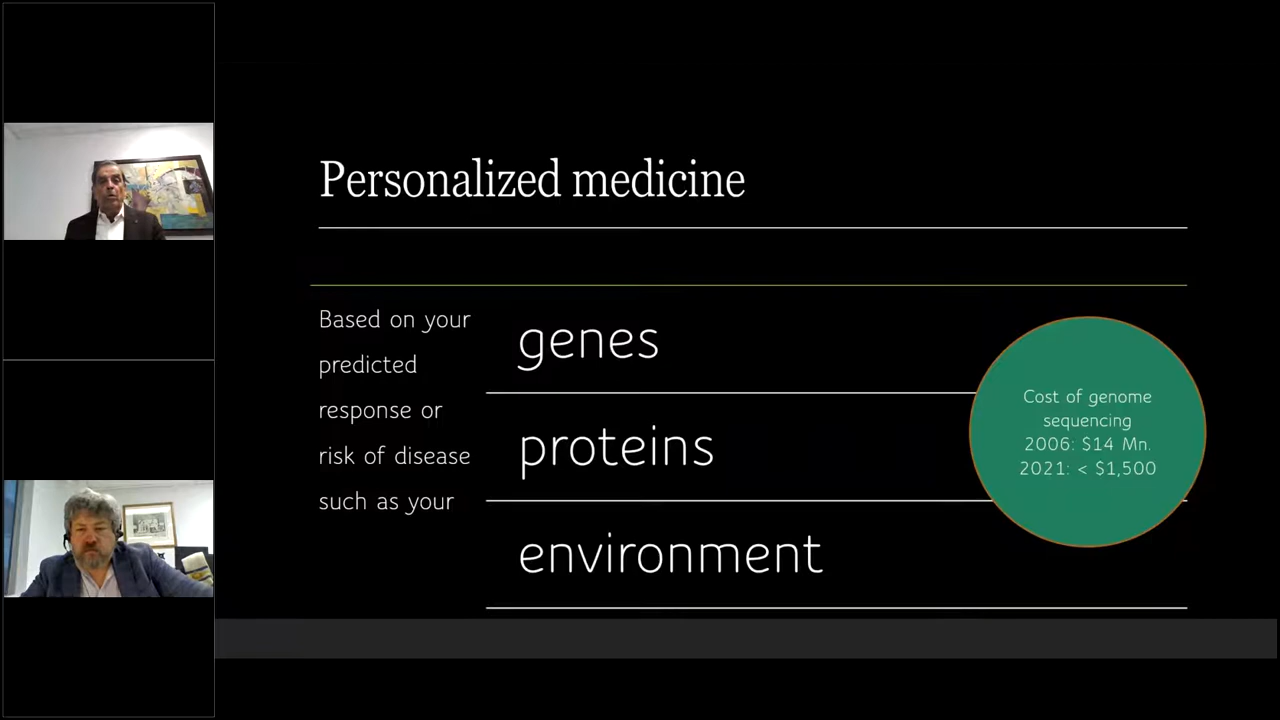 Personalized medicine
Based on your
predicted
response or
risk of disease
such as your
genes
proteins
environment
Cost of genome
sequencing
2006: $14 Mn.
2021: < $1,500